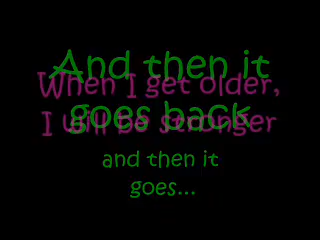 And then it
When I get older,
goes back
I will be stronger
and then it
goes...